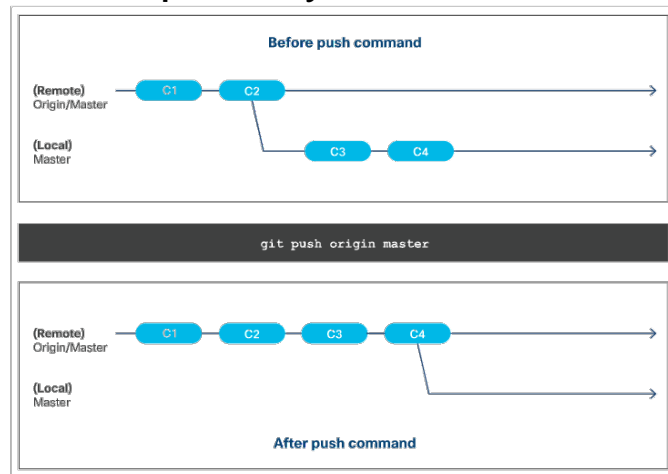 Before push command
(Remote)
Origin/Master
C1 C2
(Local)
Master
C3 C4
git push origin master
(Remote)
Origin/Master
C1 C2 C3 C4
(Local)
Master
After push command